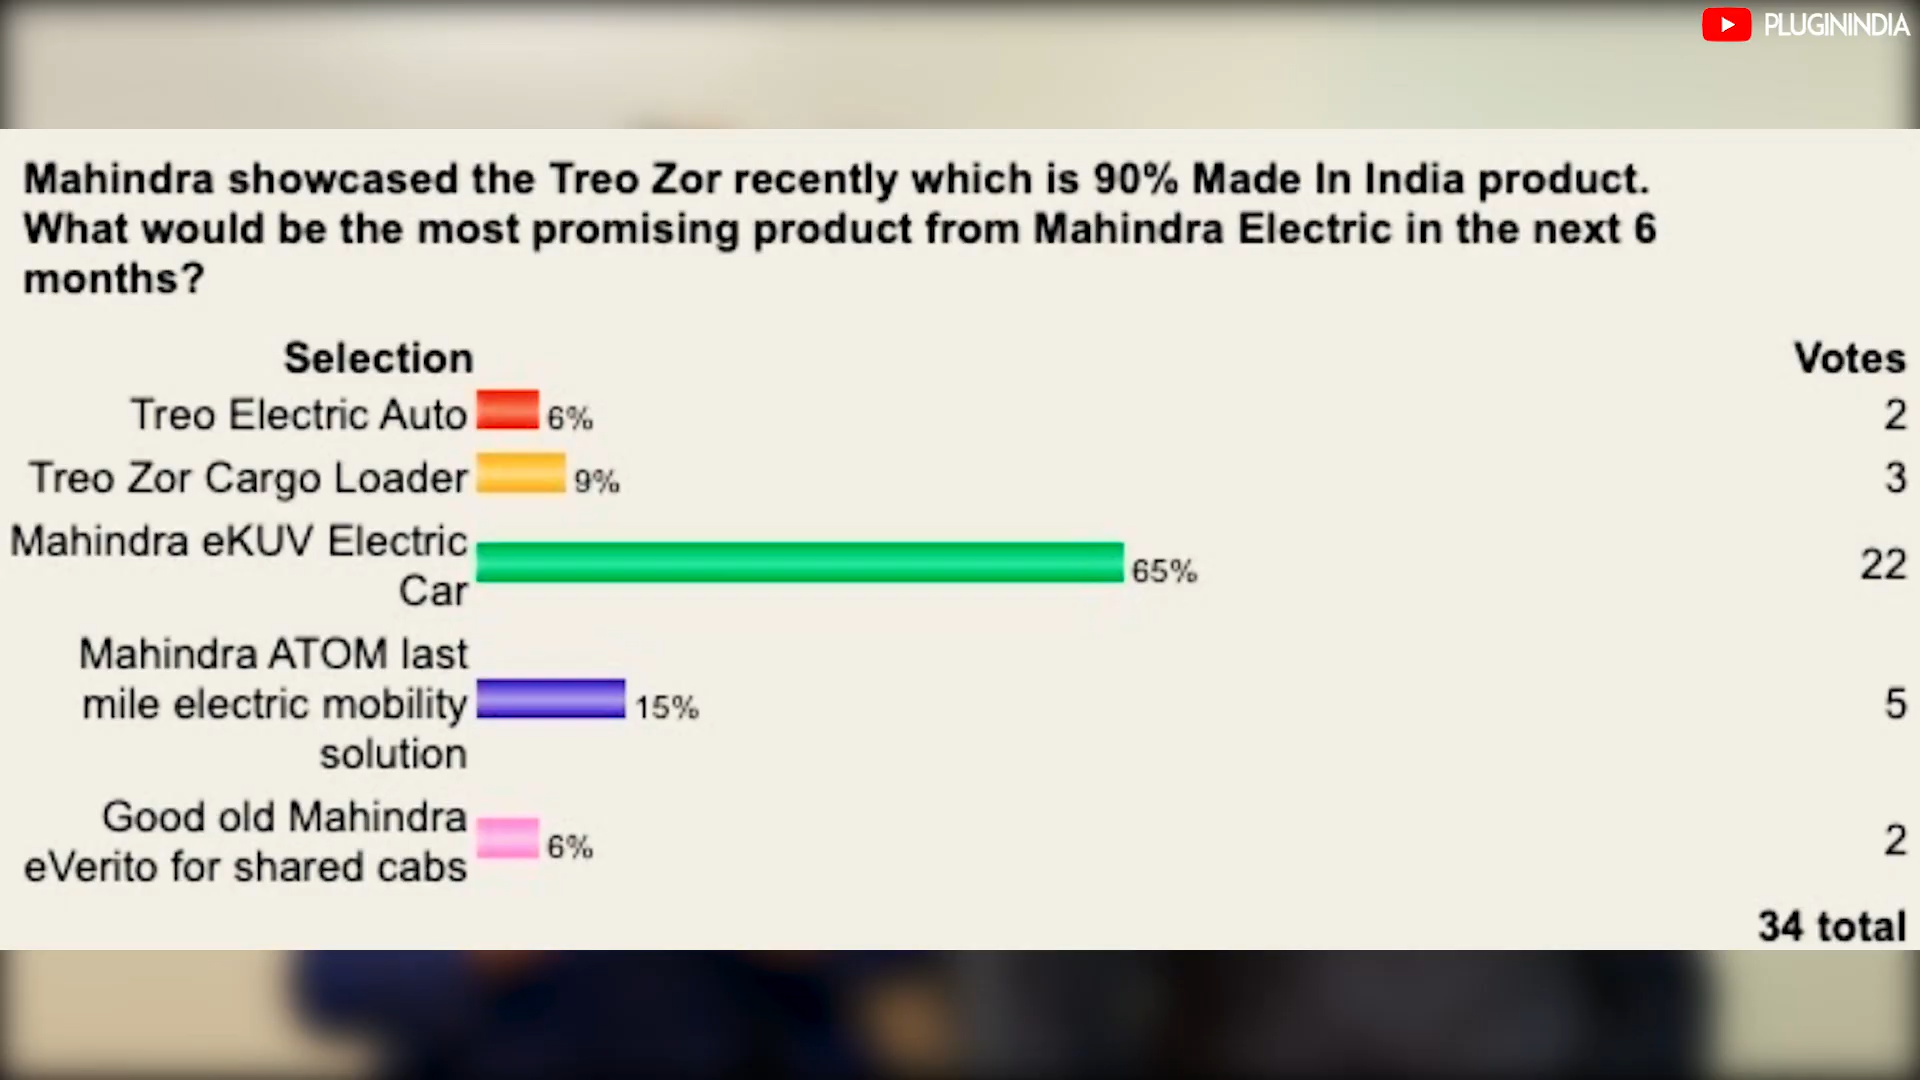 PLUGININDIA
Mahindra showcased the Treo Zor recently which is 90% Made In India product.
What would be the most promising product from Mahindra Electric in the next 6
months?
Selection Votes
Treo Electric Auto 6% 2
Treo Zor Cargo Loader 9% 3
Mahindra eKUV Electric
Car 65% 22
Mahindra ATOM last
mile electric mobility 15% 5
solution
Good old Mahindra
eVerito for shared cabs 6% 2
34 total